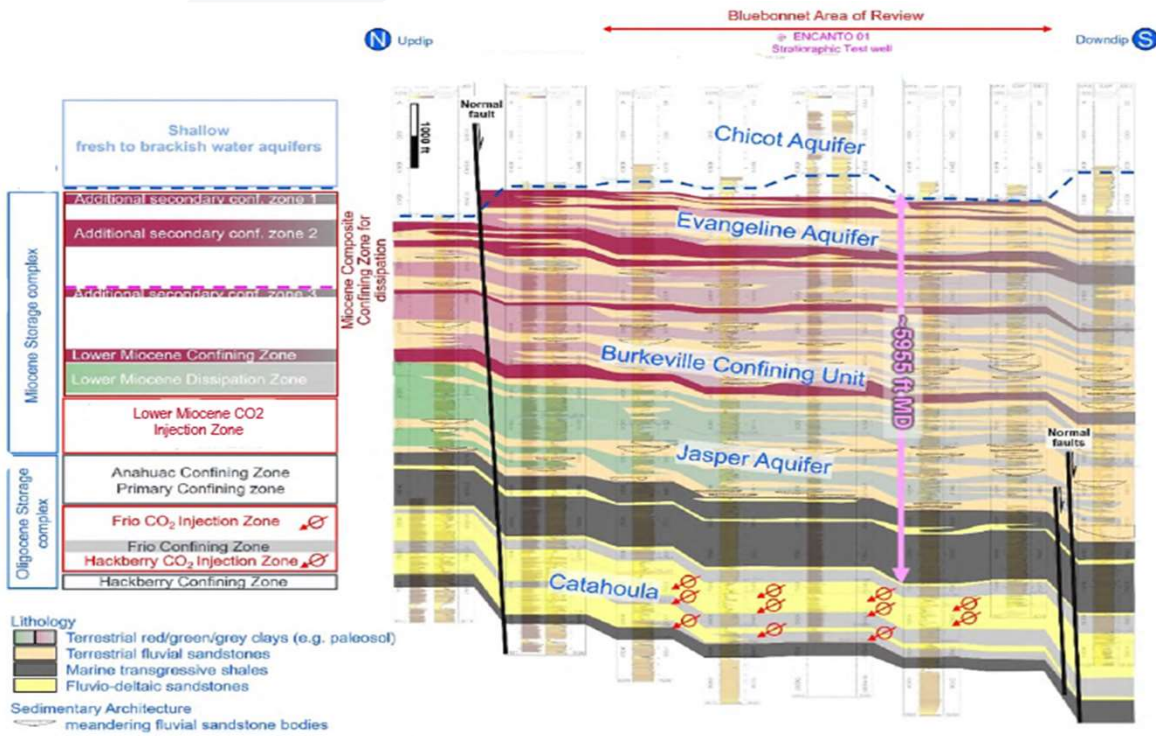 Bluebonnet Area of Review
N Updip
ENCANTO 01
Stratigraphic Test well
Downdip S
Shallow
fresh to brackish water aquifers
Additional secondary conf. zone 1
Additional secondary conf. zone 2
Additional secondary conf. zone 3
Lower Miocene Confining Zone
Lower Miocene Dissipation Zone
Lower Miocene CO2
Injection Zone
Anahuac Confining Zone
Primary Confining zone
Frio CO₂ Injection Zone
Frio Confining Zone
Hackberry CO₂ Injection Zone
Hackberry Confining Zone
Miocene Storage complex
Oligocene Storage
complex
Miocene Composite
Confining Zone for
dissipation
1000 ft
Normal
fault
Chicot Aquifer
Evangeline Aquifer
Burkeville Confining Unit
Jasper Aquifer
Catahoula
~5955 ft MD
Normal
faults
Lithology
Terrestrial red/green/grey clays (e.g. paleosol)
Terrestrial fluvial sandstones
Marine transgressive shales
Fluvio-deltaic sandstones
Sedimentary Architecture
meandering fluvial sandstone bodies